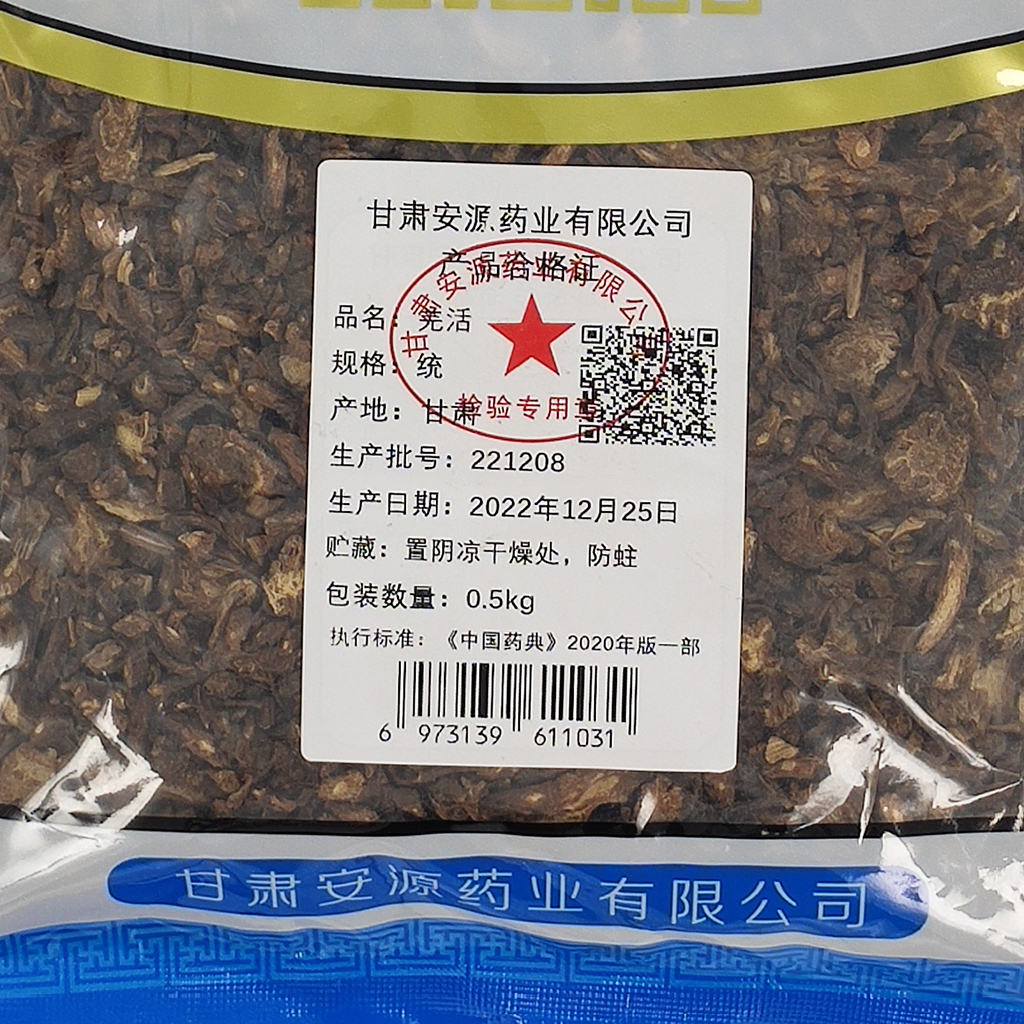 甘肃安源药业有限公司
产品合格证
甘肃安源药业有限公
检验专用章
品名：羌活
规格：统
产地：甘肃
生产批号：221208
生产日期：2022年12月25日
贮藏：置阴凉干燥处，防蛀
包装数量：0.5kg
执行标准：《中国药典》2020年版一部
6 973139 611031
甘肃安源药业有限公司